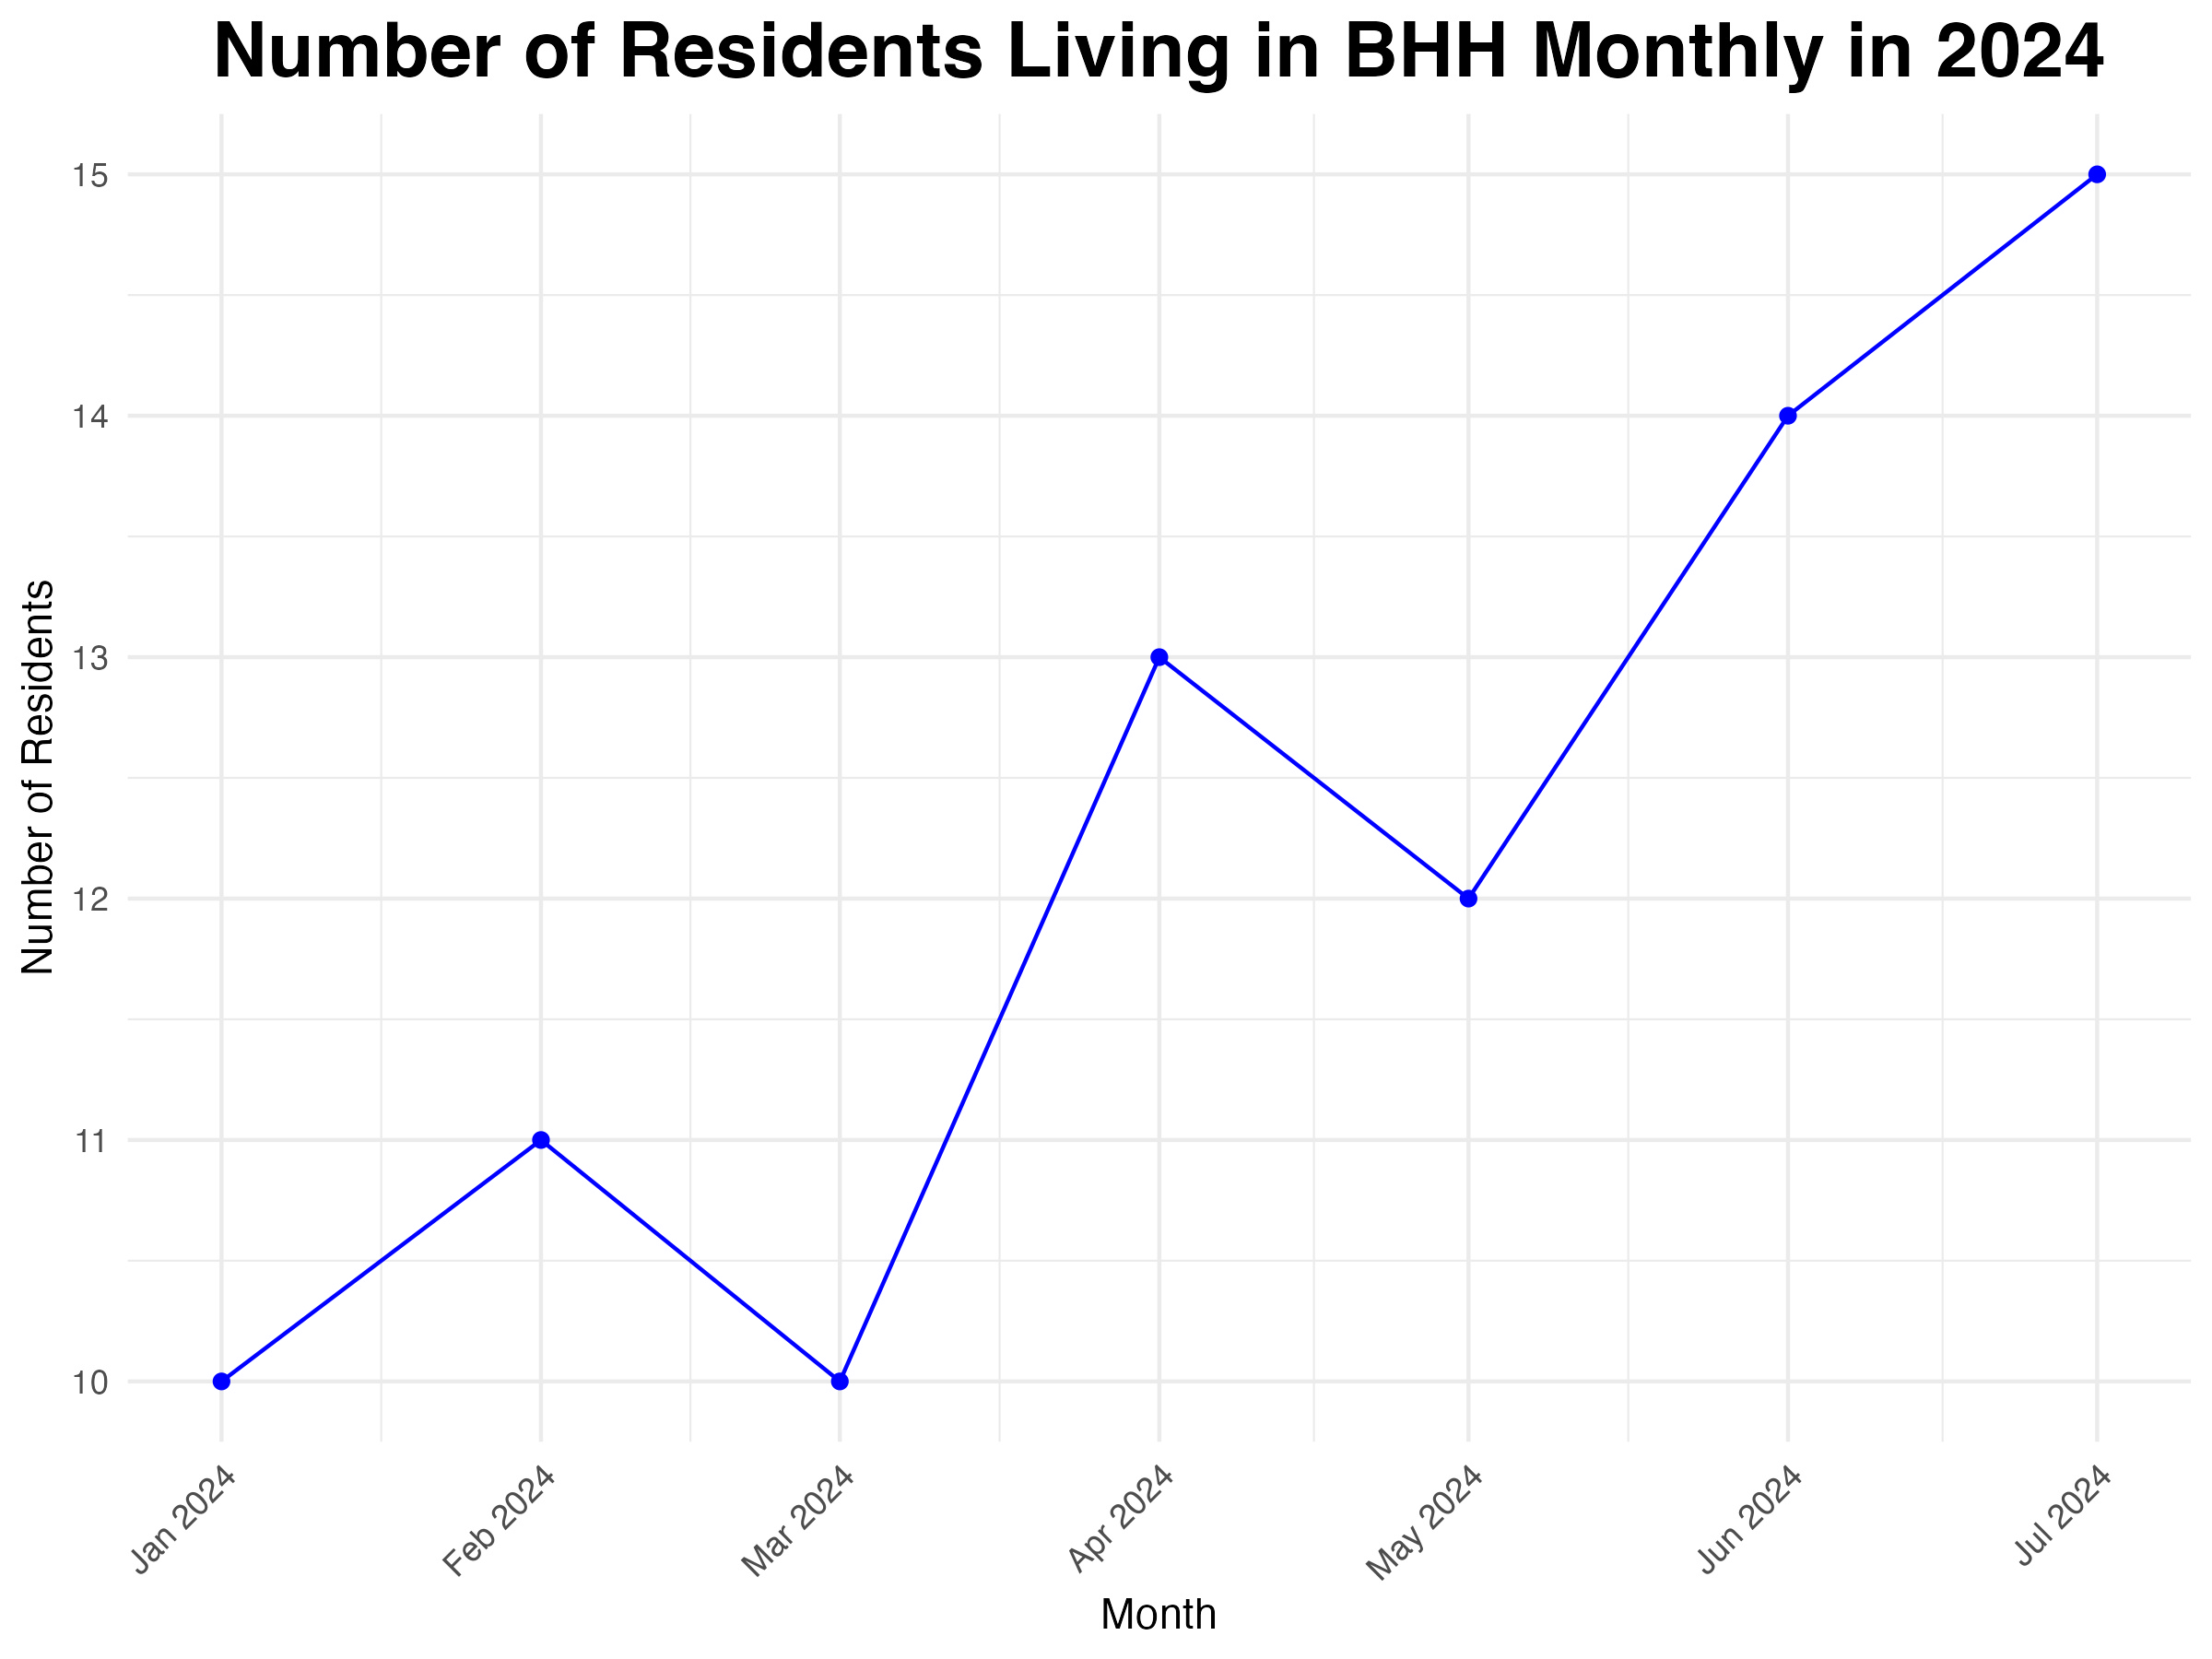 Number of Residents Living in BHH Monthly in 2024
15
14
13
12
11
10
Number of Residents
Jan 2024
Feb 2024
Mar 2024
Apr 2024
May 2024
Jun 2024
Jul 2024
Month